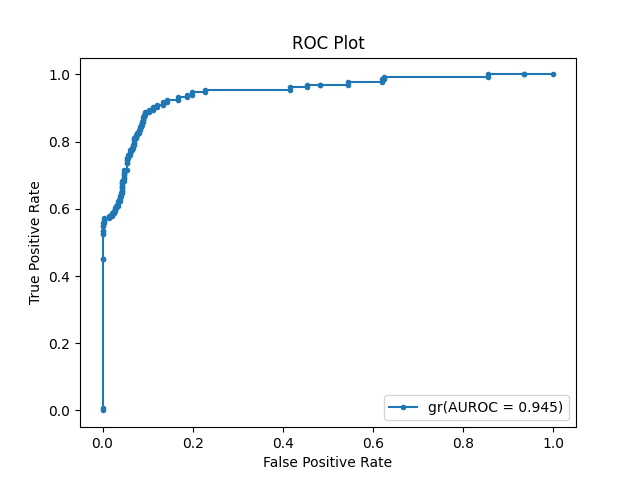 ROC Plot
True Positive Rate
1.0
0.8
0.6
0.4
0.2
0.0
gr(AUROC = 0.945)
0.0 0.2 0.4 0.6 0.8 1.0
False Positive Rate